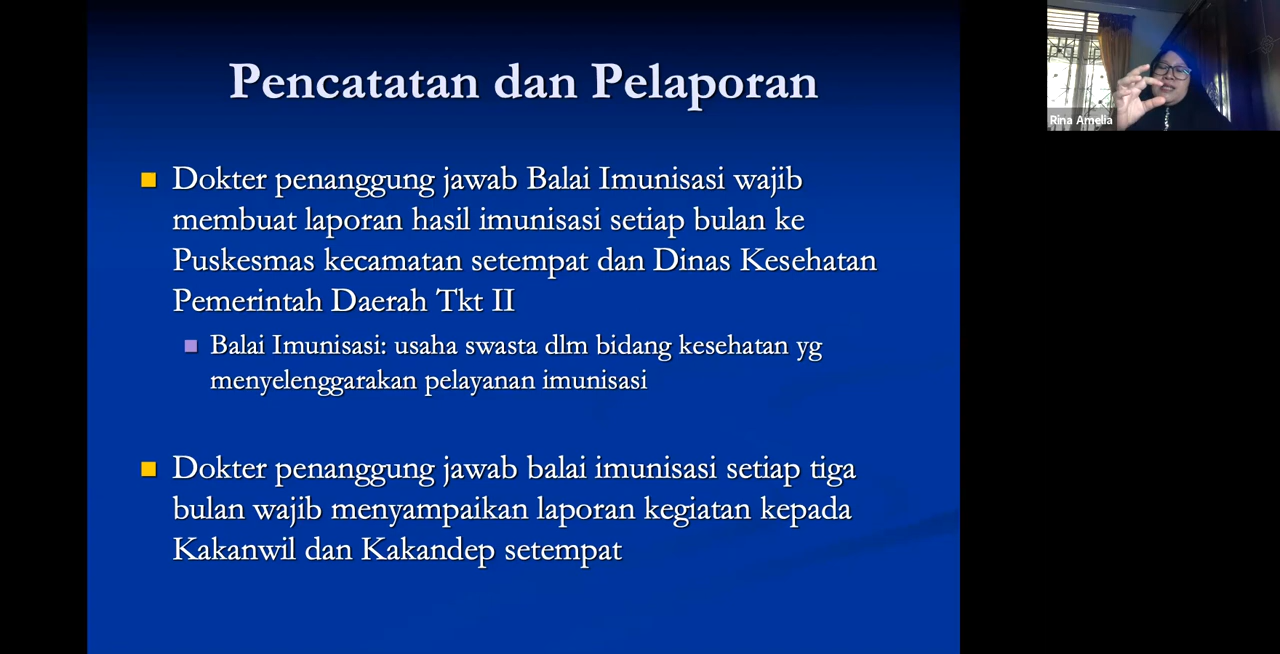 Pencatatan dan Pelaporan
Dokter penanggung jawab Balai Imunisasi wajib
membuat laporan hasil imunisasi setiap bulan ke
Puskesmas kecamatan setempat dan Dinas Kesehatan
Pemerintah Daerah Tkt II
Balai Imunisasi: usaha swasta dlm bidang kesehatan yg
menyelenggarakan pelayanan imunisasi
Dokter penanggung jawab balai imunisasi setiap tiga
bulan wajib menyampaikan laporan kegiatan kepada
Kakanwil dan Kakandep setempat
Rina Amelia